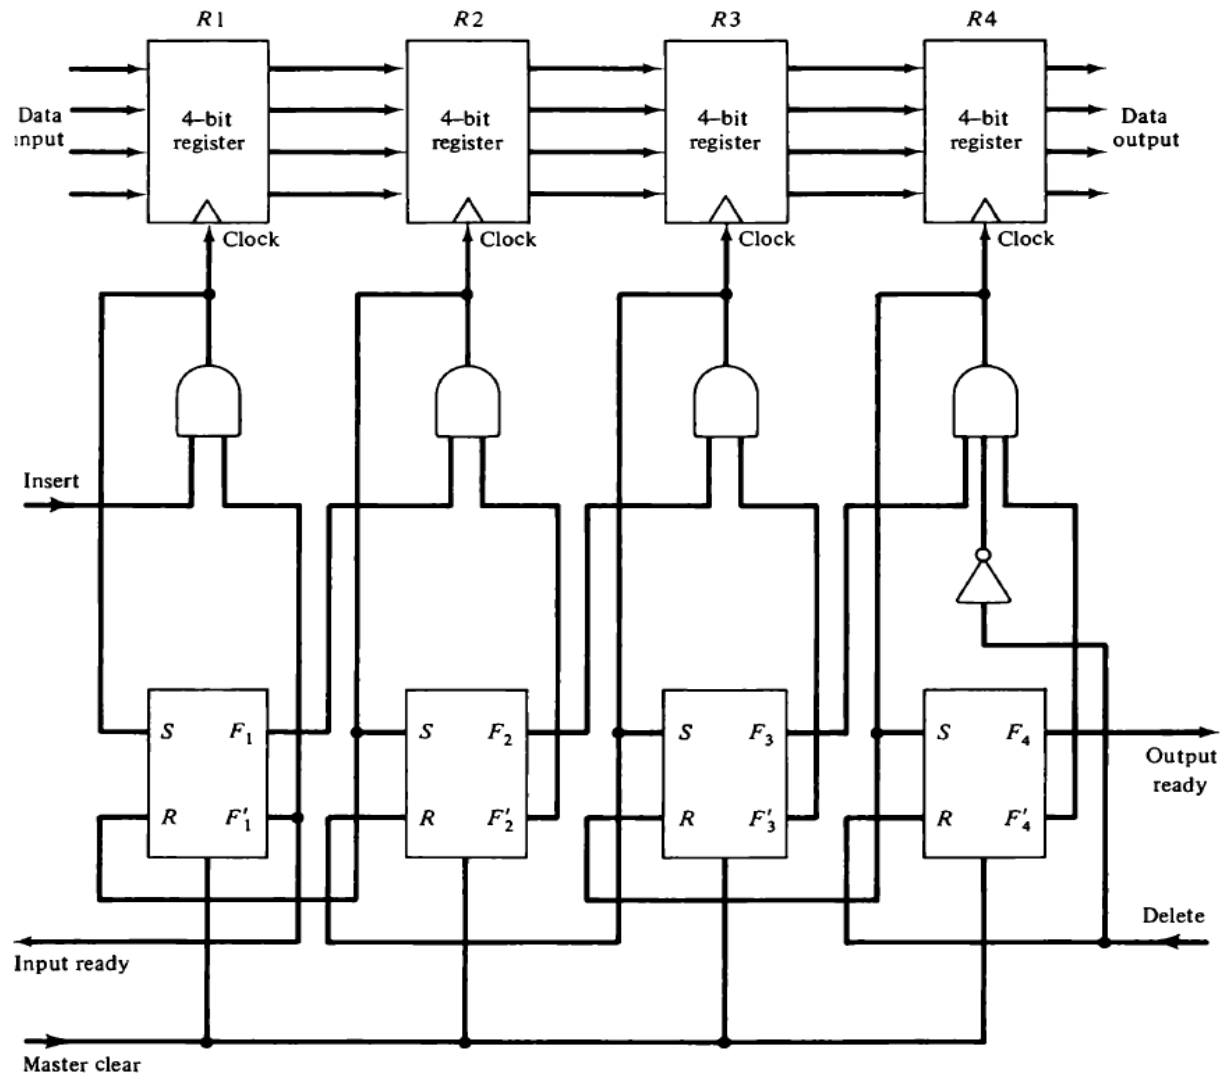 R1 R2 R3 R4
Data
input
4-bit
register
4-bit
register
4-bit
register
4-bit
register
Data
output
Clock Clock Clock Clock
Insert
S F₁
R F′₁
S F₂
R F′₂
S F₃
R F′₃
S F₄
R F′₄
Output
ready
Delete
Input ready
Master clear